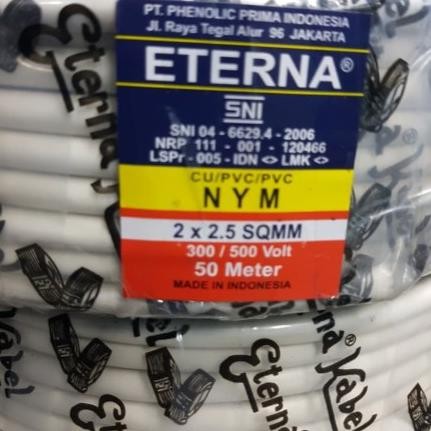 PT. PHENOLIC PRIMA INDONESIA
Jl. Raya Tegal Alur 96 JAKARTA
ETERNA®
SNI
SNI 04 - 6629.4 - 2006
NRP 111 - 001 - 120466
LSPr - 005 - IDN <> LMK <>
CU/PVC/PVC
NYM
2 x 2.5 SQMM
300 / 500 Volt
50 Meter
MADE IN INDONESIA
Eterna
Eterna
Kabel
Eterna
Kabel®
Eterna